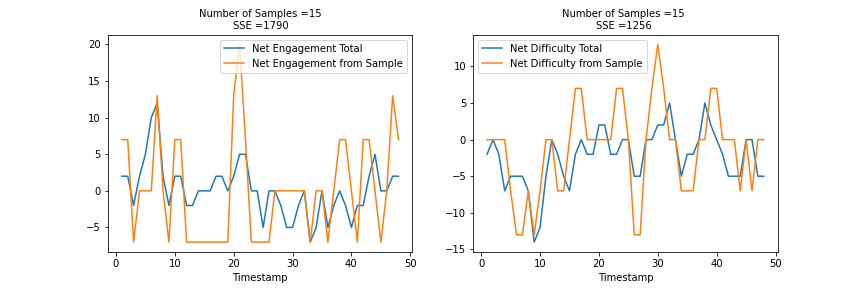 Number of Samples =15
SSE =1790
Net Engagement Total
Net Engagement from Sample
20
15
10
5
0
−5
0
10
20
30
40
50
Timestamp
Number of Samples =15
SSE =1256
Net Difficulty Total
Net Difficulty from Sample
10
5
0
−5
−10
−15
0
10
20
30
40
50
Timestamp